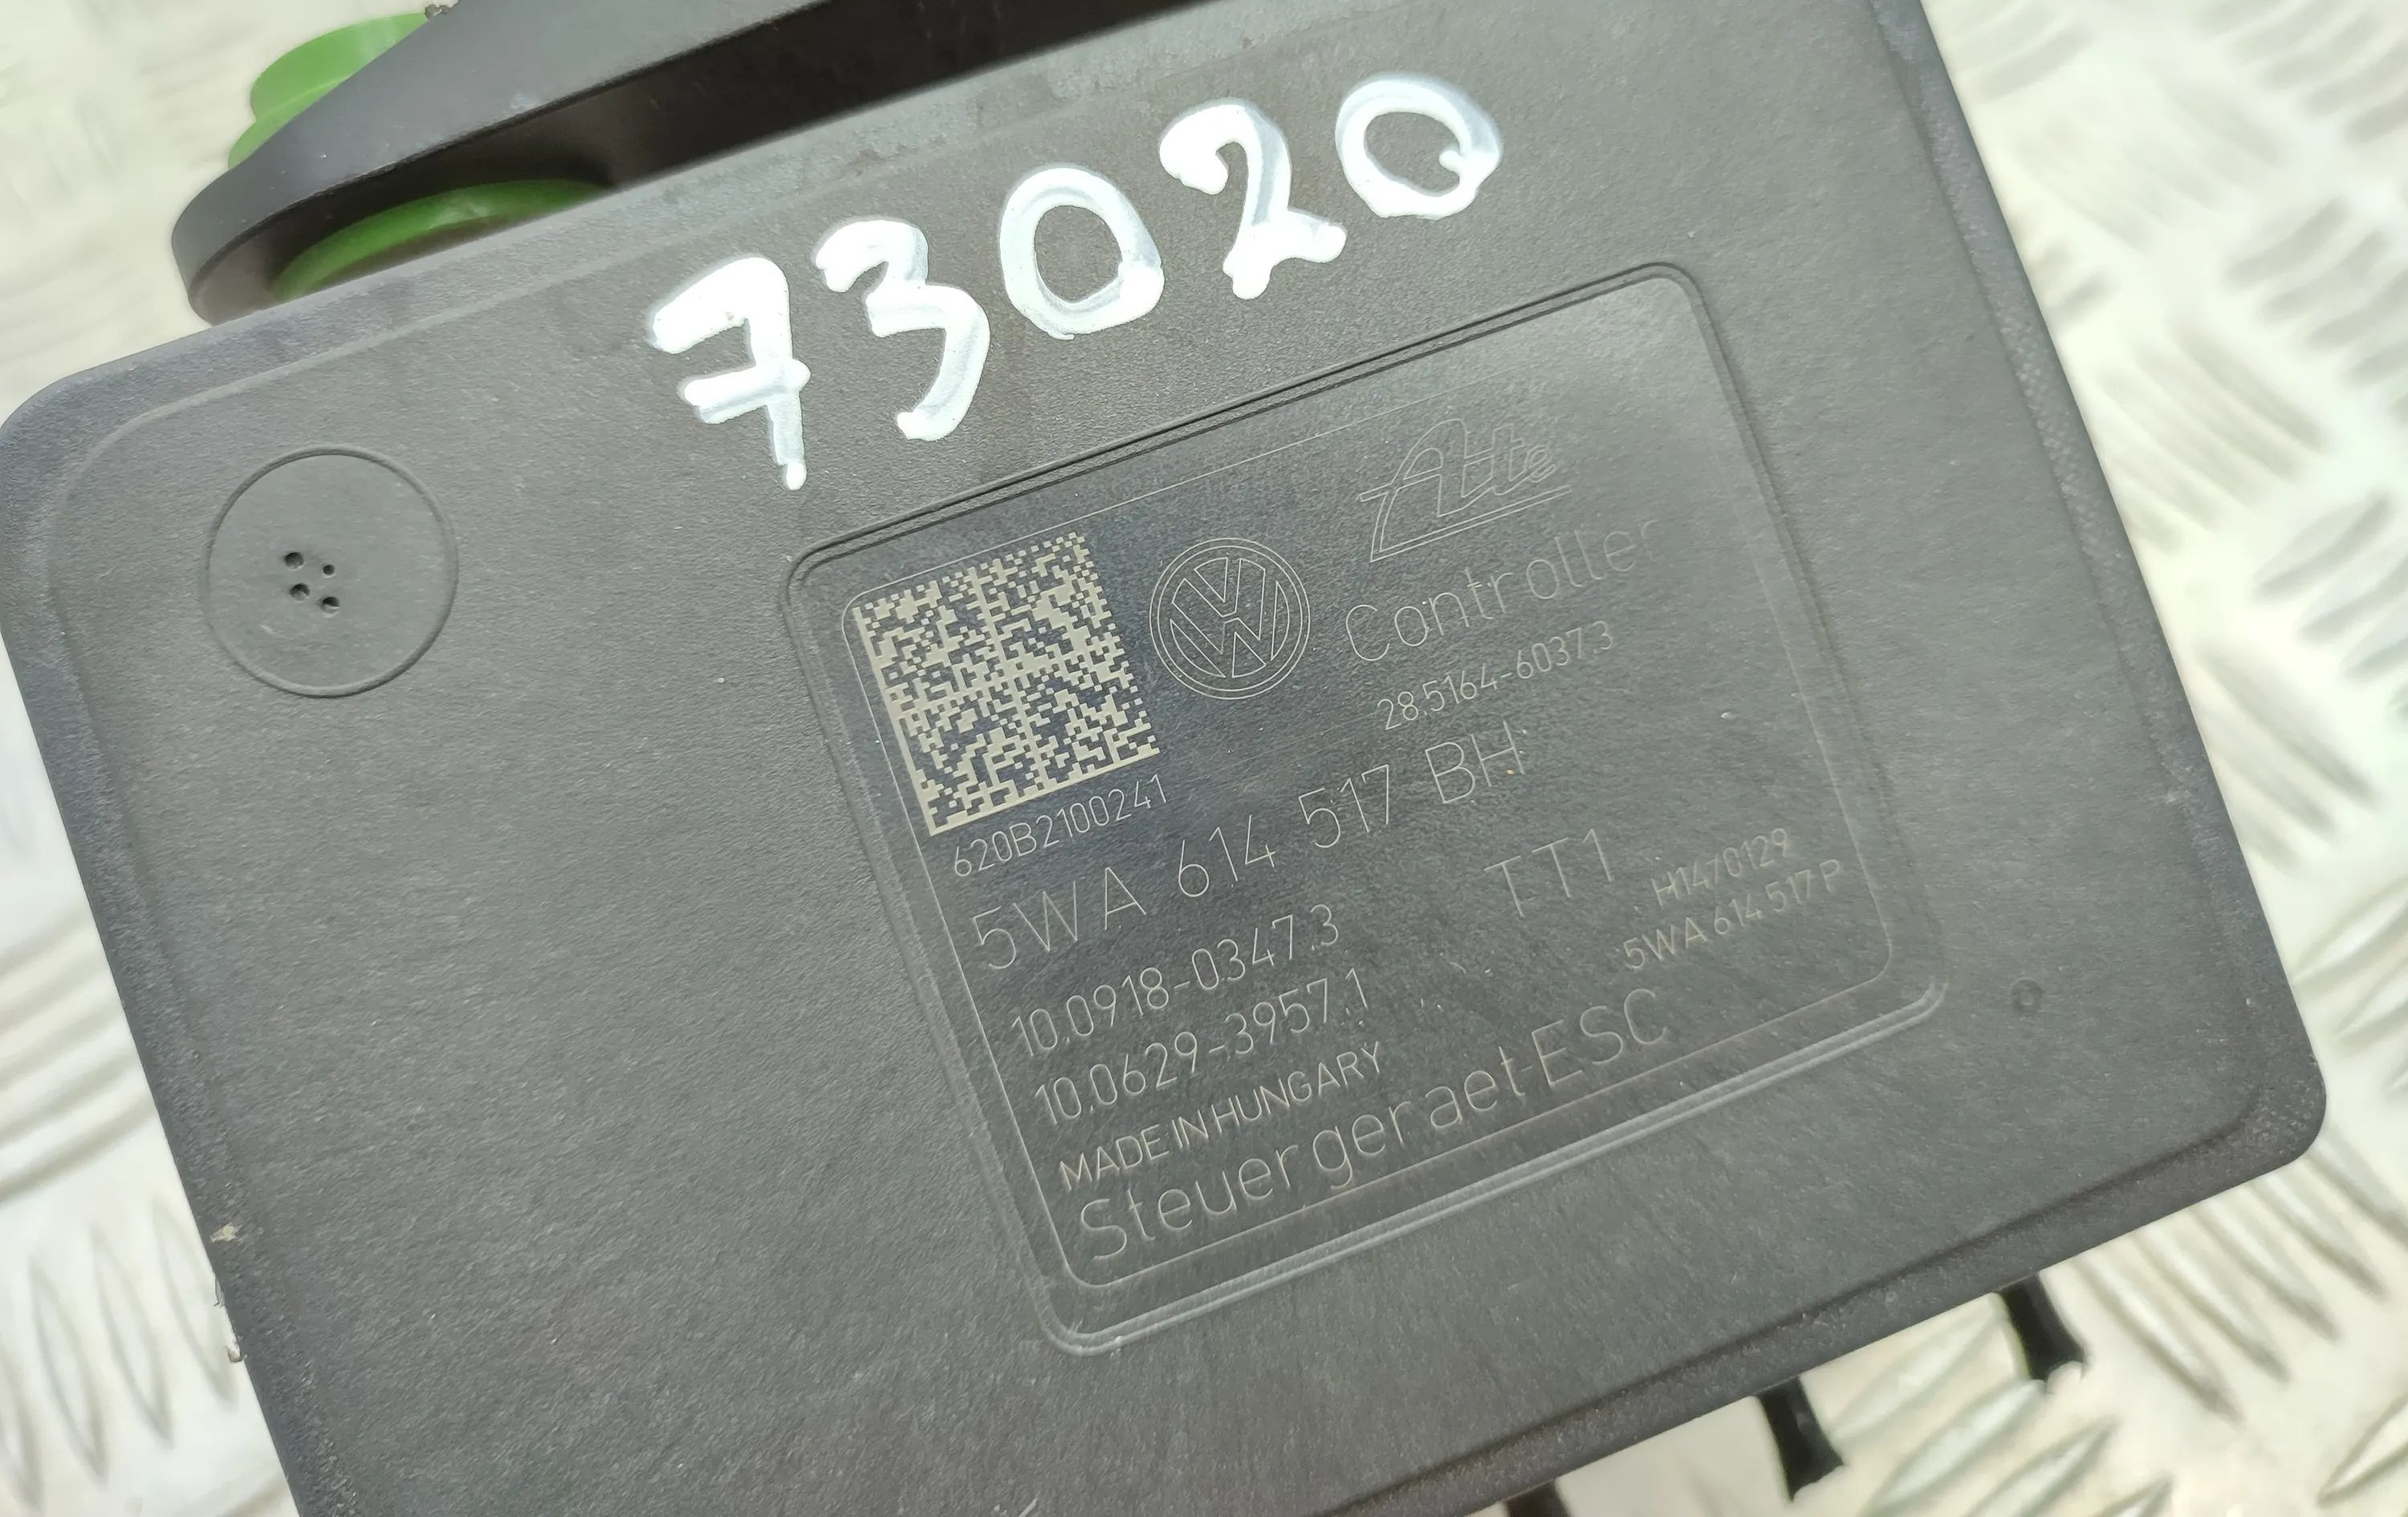 73020
Ate
Controller
28.5164-6037.3
620B2100241
5WA 614 517 BH
TT1
H1470129
5WA 614 517 P
10.0918-0347.3
10.0629-3957.1
MADE IN HUNGARY
Steuergeraet-ESC